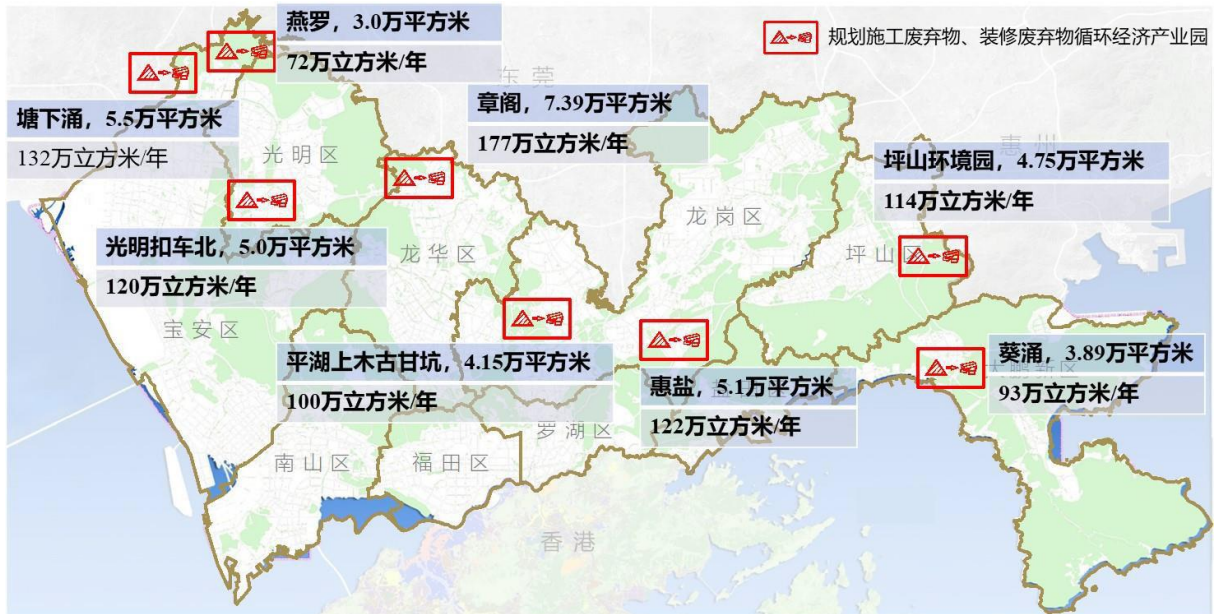 燕罗，3.0万平方米
72万立方米/年
规划施工废弃物、装修废弃物循环经济产业园
东莞
塘下涌，5.5万平方米
132万立方米/年
章阁，7.39万平方米
177万立方米/年
光明区
惠州
坪山环境园，4.75万平方米
114万立方米/年
龙岗区
光明扣车北，5.0万平方米
120万立方米/年
龙华区
坪山区
宝安区
平湖上木古甘坑，4.15万平方米
100万立方米/年
惠盐，5.1万平方米
122万立方米/年
葵涌，3.89万平方米
大鹏新区
93万立方米/年
罗湖区
南山区
福田区
香港